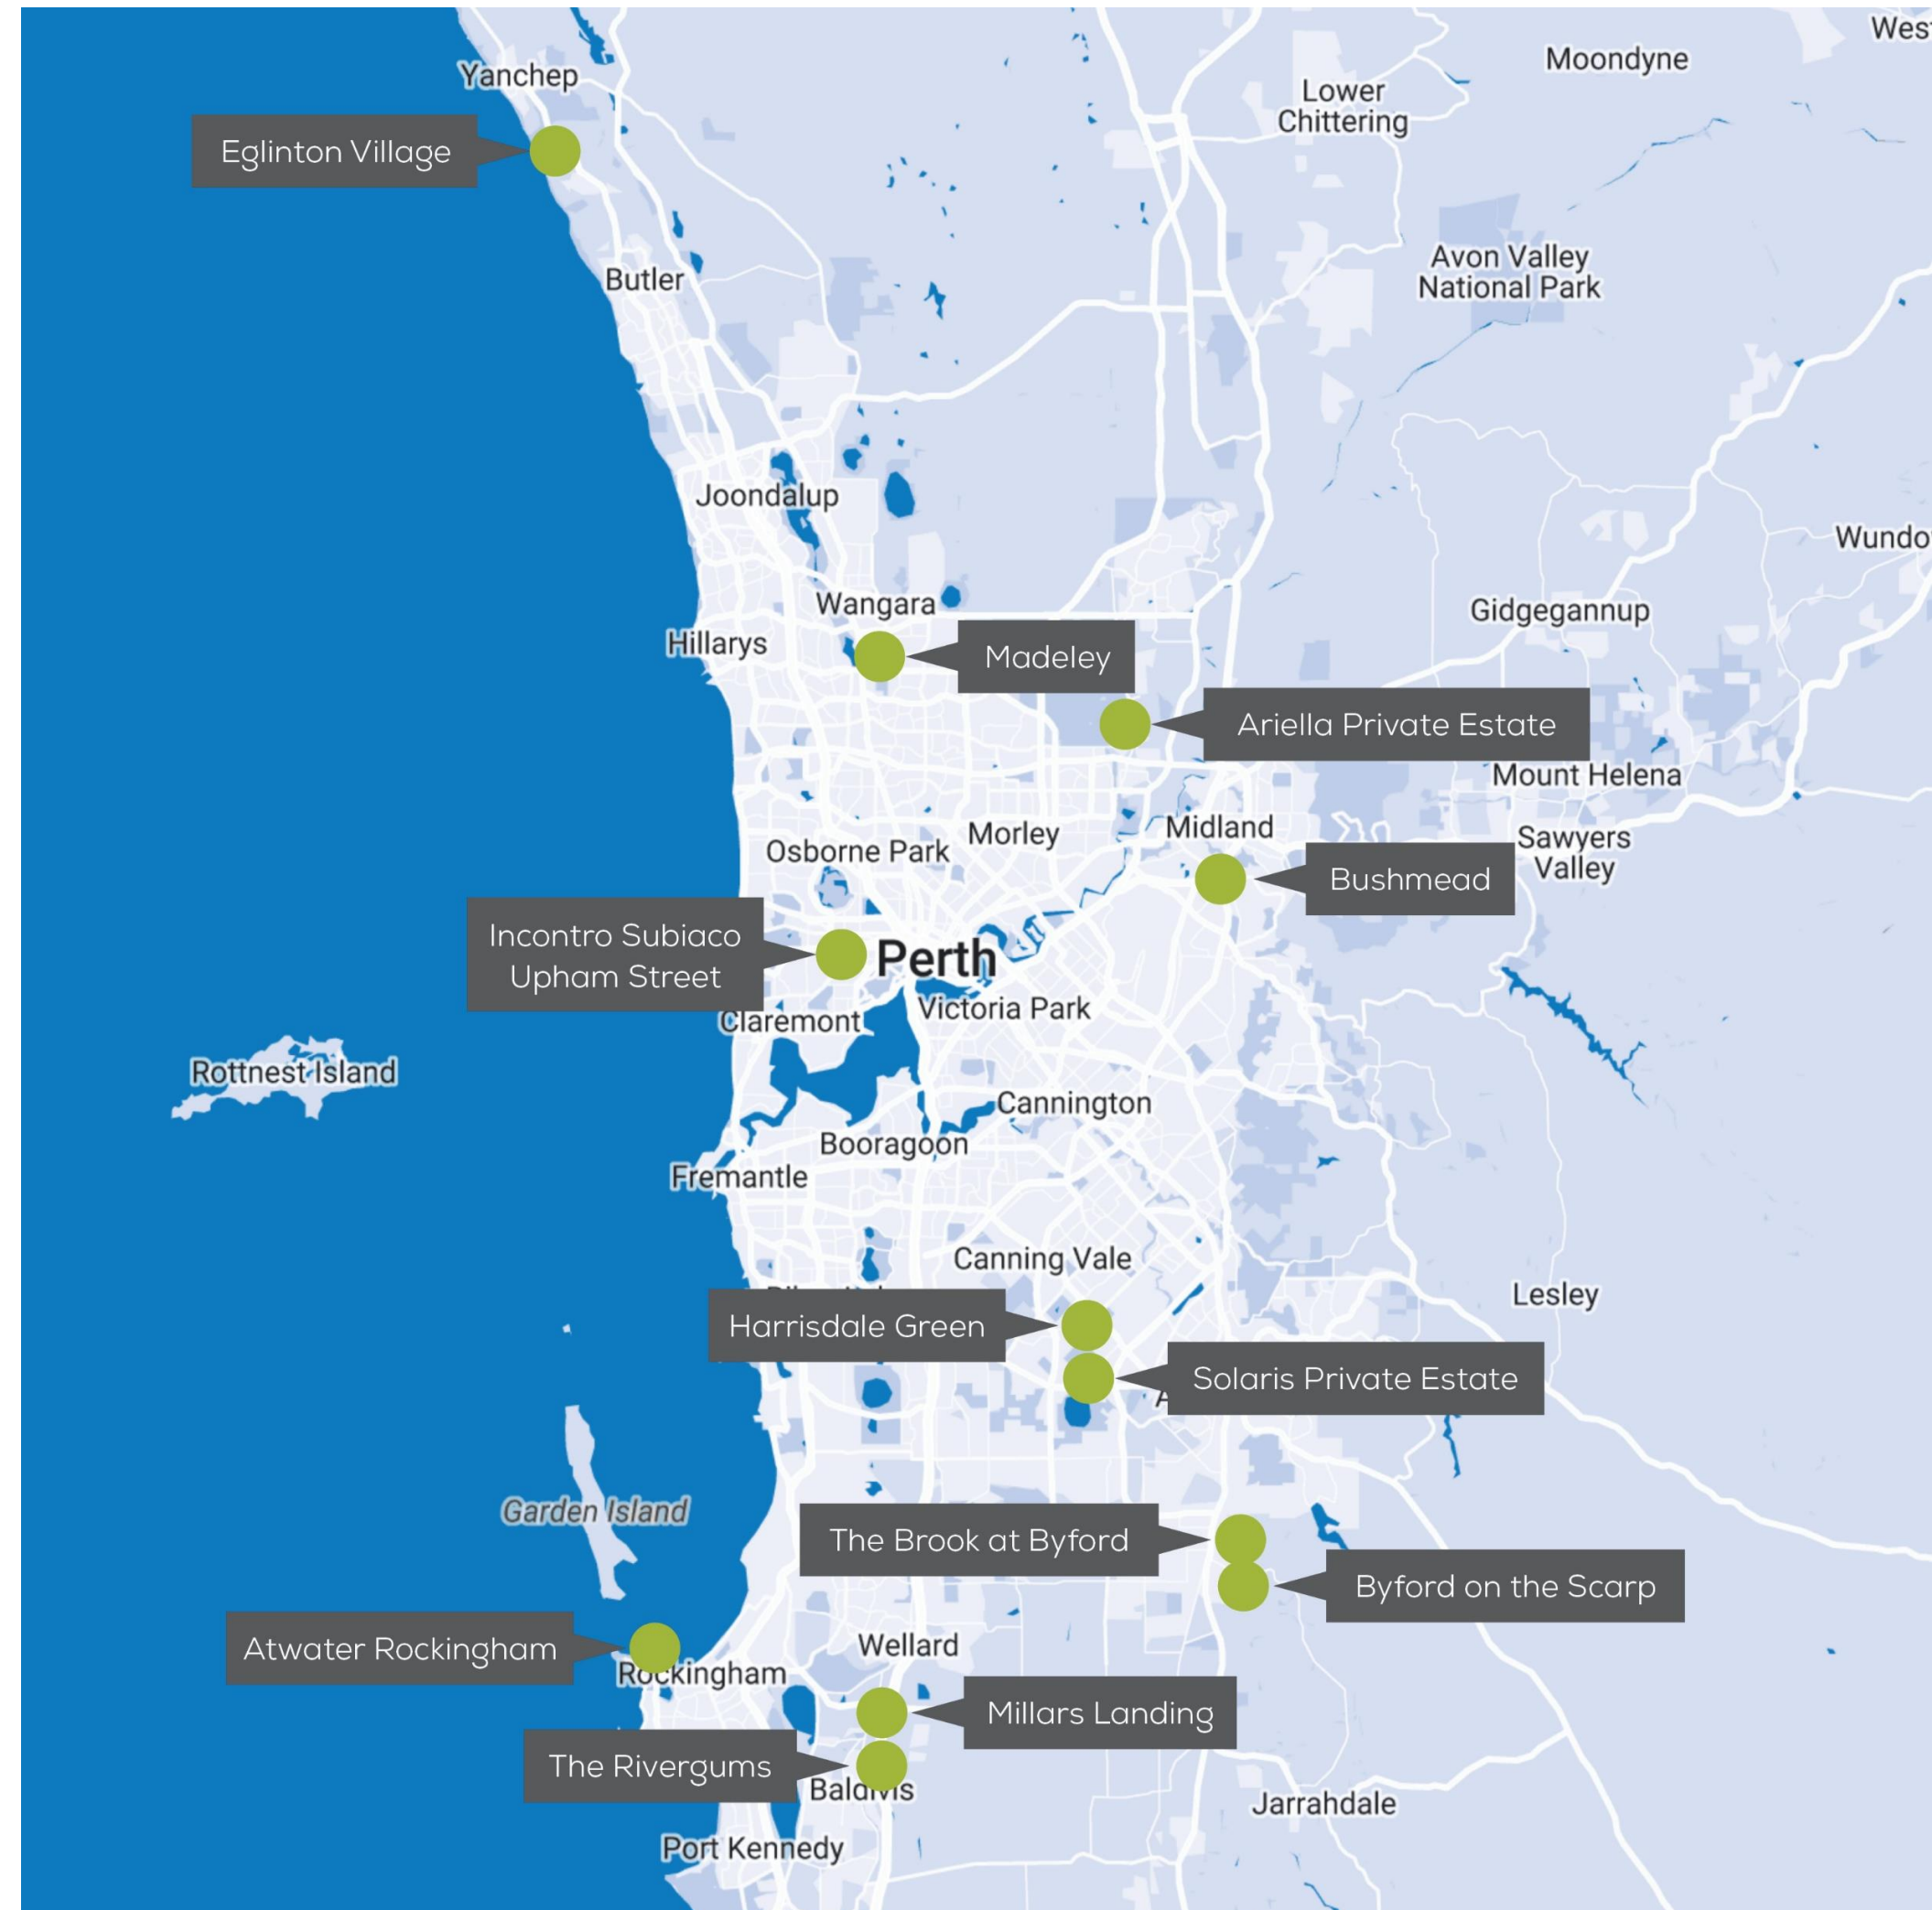 Yanchep
Moondyne
Lower
Chittering
Eglinton Village
Butler
Avon Valley
National Park
Joondalup
Wangara
Hillarys
Gidgegannup
Madeley
Ariella Private Estate
Mount Helena
Midland
Morley
Osborne Park
Sawyers
Valley
Bushmead
Incontro Subiaco
Upham Street
Perth
Victoria Park
Claremont
Rottnest Island
Cannington
Booragoon
Fremantle
Canning Vale
Lesley
Harrisdale Green
Solaris Private Estate
Garden Island
The Brook at Byford
Byford on the Scarp
Atwater Rockingham
Wellard
Rockingham
Millars Landing
The Rivergums
Baldivis
Jarrahdale
Port Kennedy